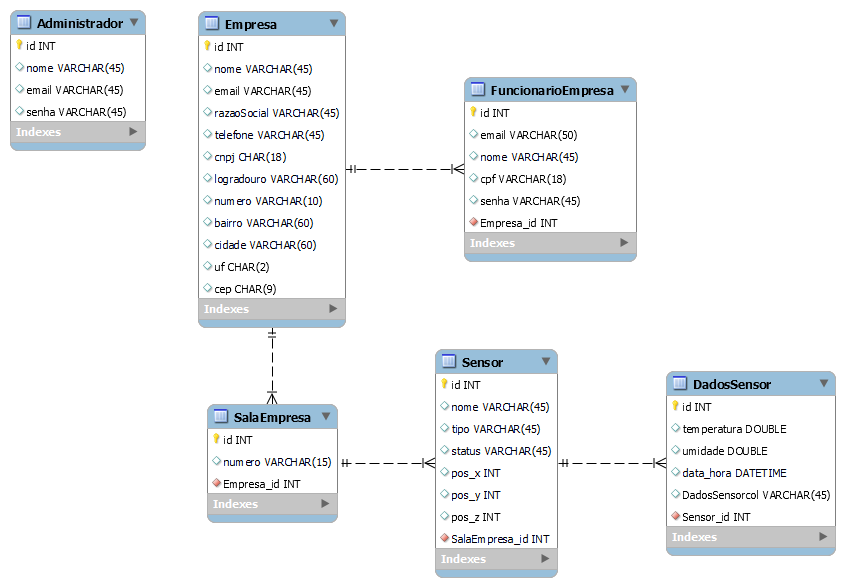 Administrador
id INT
nome VARCHAR(45)
email VARCHAR(45)
senha VARCHAR(45)
Indexes
Empresa
id INT
nome VARCHAR(45)
email VARCHAR(45)
razaoSocial VARCHAR(45)
telefone VARCHAR(45)
cnpj CHAR(18)
logradouro VARCHAR(60)
numero VARCHAR(10)
bairro VARCHAR(60)
cidade VARCHAR(60)
uf CHAR(2)
cep CHAR(9)
Indexes
FuncionarioEmpresa
id INT
email VARCHAR(50)
nome VARCHAR(45)
cpf VARCHAR(18)
senha VARCHAR(45)
Empresa_id INT
Indexes
SalaEmpresa
id INT
numero VARCHAR(15)
Empresa_id INT
Indexes
Sensor
id INT
nome VARCHAR(45)
tipo VARCHAR(45)
status VARCHAR(45)
pos_x INT
pos_y INT
pos_z INT
SalaEmpresa_id INT
Indexes
DadosSensor
id INT
temperatura DOUBLE
umidade DOUBLE
data_hora DATETIME
DadosSensorcol VARCHAR(45)
Sensor_id INT
Indexes